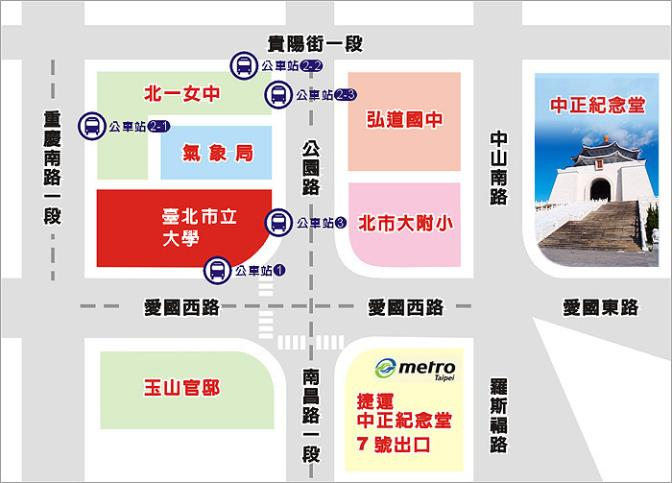 貴陽街一段
公車站2-2
北一女中
公車站2-3
公車站2-1
氣象局
弘道國中
中正紀念堂
重慶南路一段
公園路
中山南路
臺北市立
大學
公車站3
北市大附小
公車站1
愛國西路
愛國西路
愛國東路
玉山官邸
南昌路一段
metro
Taipei
捷運
中正紀念堂
7號出口
羅斯福路